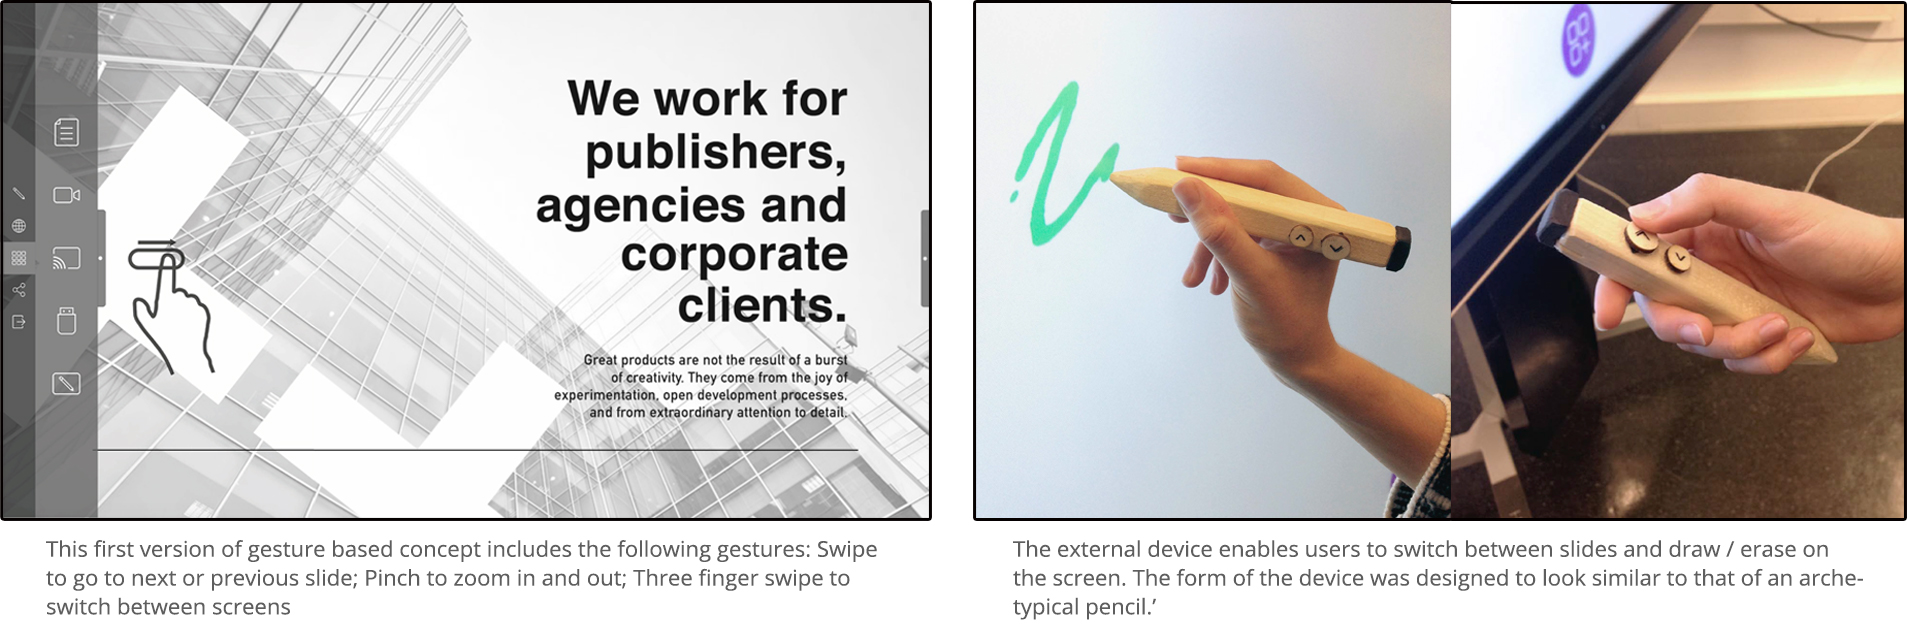 We work for
publishers,
agencies and
corporate
clients.
Great products are not the result of a burst
of creativity. They come from the joy of
experimentation, open development processes,
and from extraordinary attention to detail.
This first version of gesture based concept includes the following gestures: Swipe
to go to next or previous slide; Pinch to zoom in and out; Three finger swipe to
switch between screens
The external device enables users to switch between slides and draw / erase on
the screen. The form of the device was designed to look similar to that of an arche-
typical pencil.’